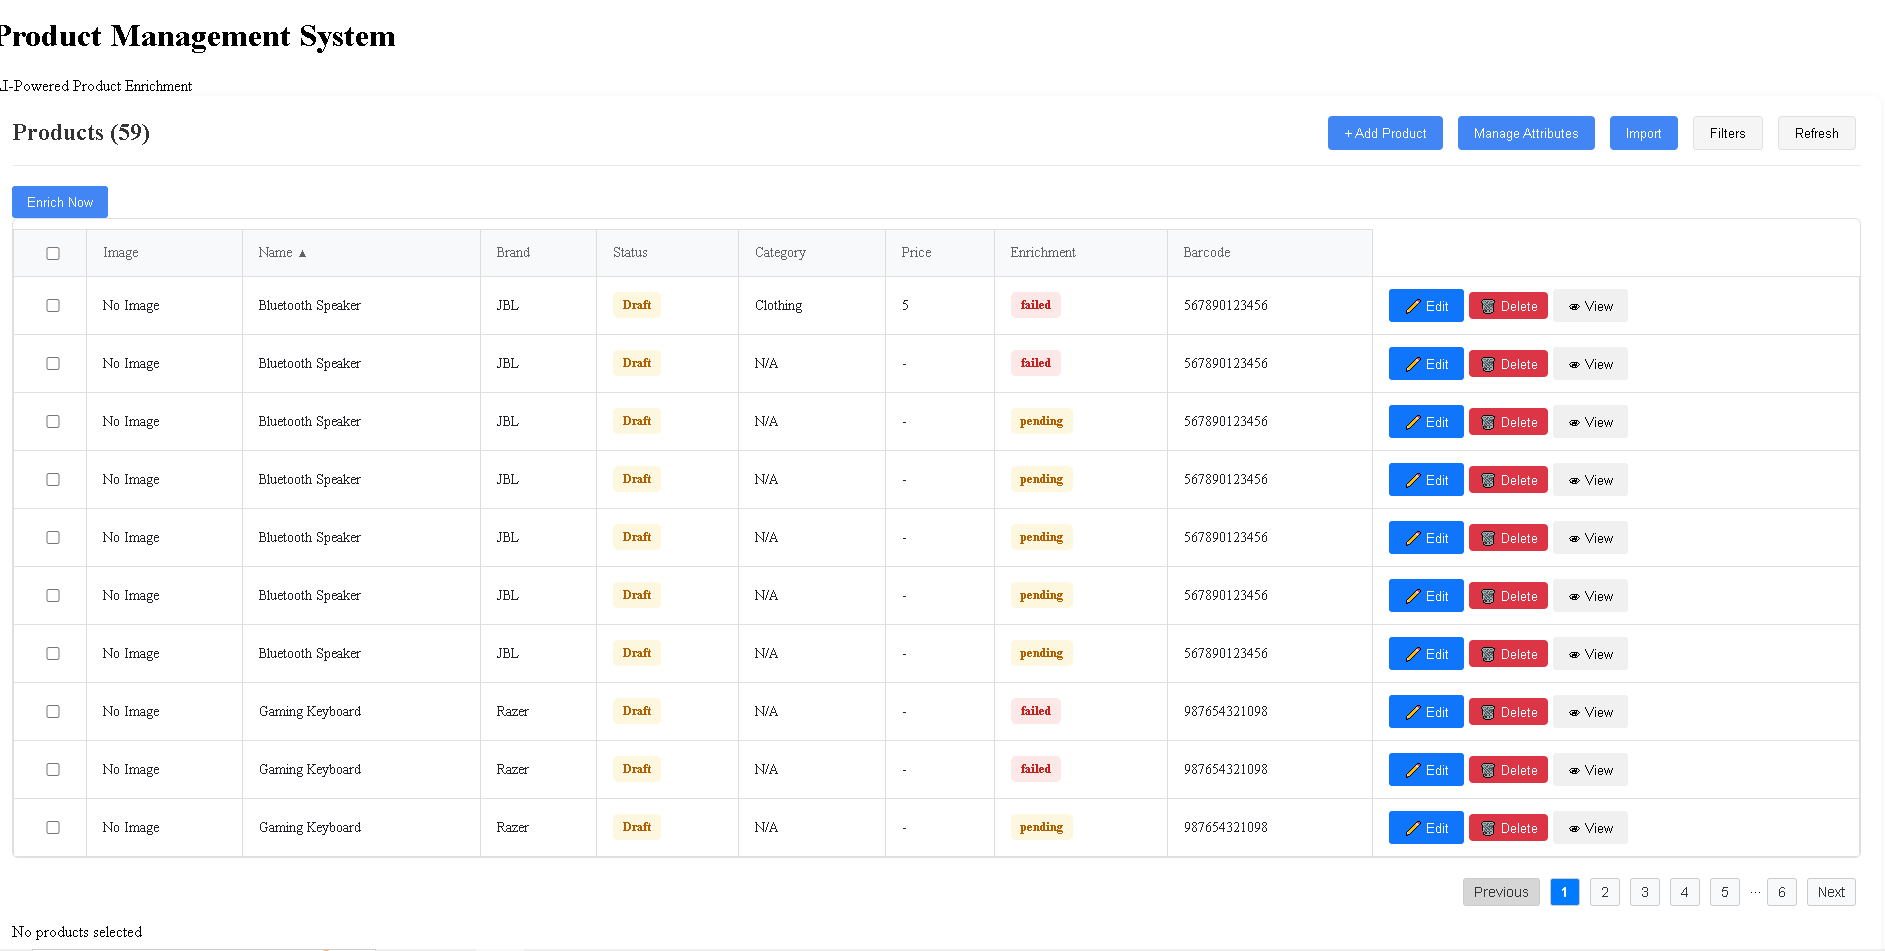 Product Management System
AI-Powered Product Enrichment
Products (59)
+ Add Product Manage Attributes Import Filters Refresh
Enrich Now
Image Name ▲ Brand Status Category Price Enrichment Barcode
No Image Bluetooth Speaker JBL Draft Clothing 5 failed 567890123456 Edit Delete View
No Image Bluetooth Speaker JBL Draft N/A - failed 567890123456 Edit Delete View
No Image Bluetooth Speaker JBL Draft N/A - pending 567890123456 Edit Delete View
No Image Bluetooth Speaker JBL Draft N/A - pending 567890123456 Edit Delete View
No Image Bluetooth Speaker JBL Draft N/A - pending 567890123456 Edit Delete View
No Image Bluetooth Speaker JBL Draft N/A - pending 567890123456 Edit Delete View
No Image Bluetooth Speaker JBL Draft N/A - pending 567890123456 Edit Delete View
No Image Gaming Keyboard Razer Draft N/A - failed 987654321098 Edit Delete View
No Image Gaming Keyboard Razer Draft N/A - failed 987654321098 Edit Delete View
No Image Gaming Keyboard Razer Draft N/A - pending 987654321098 Edit Delete View
Previous 1 2 3 4 5 ... 6 Next
No products selected